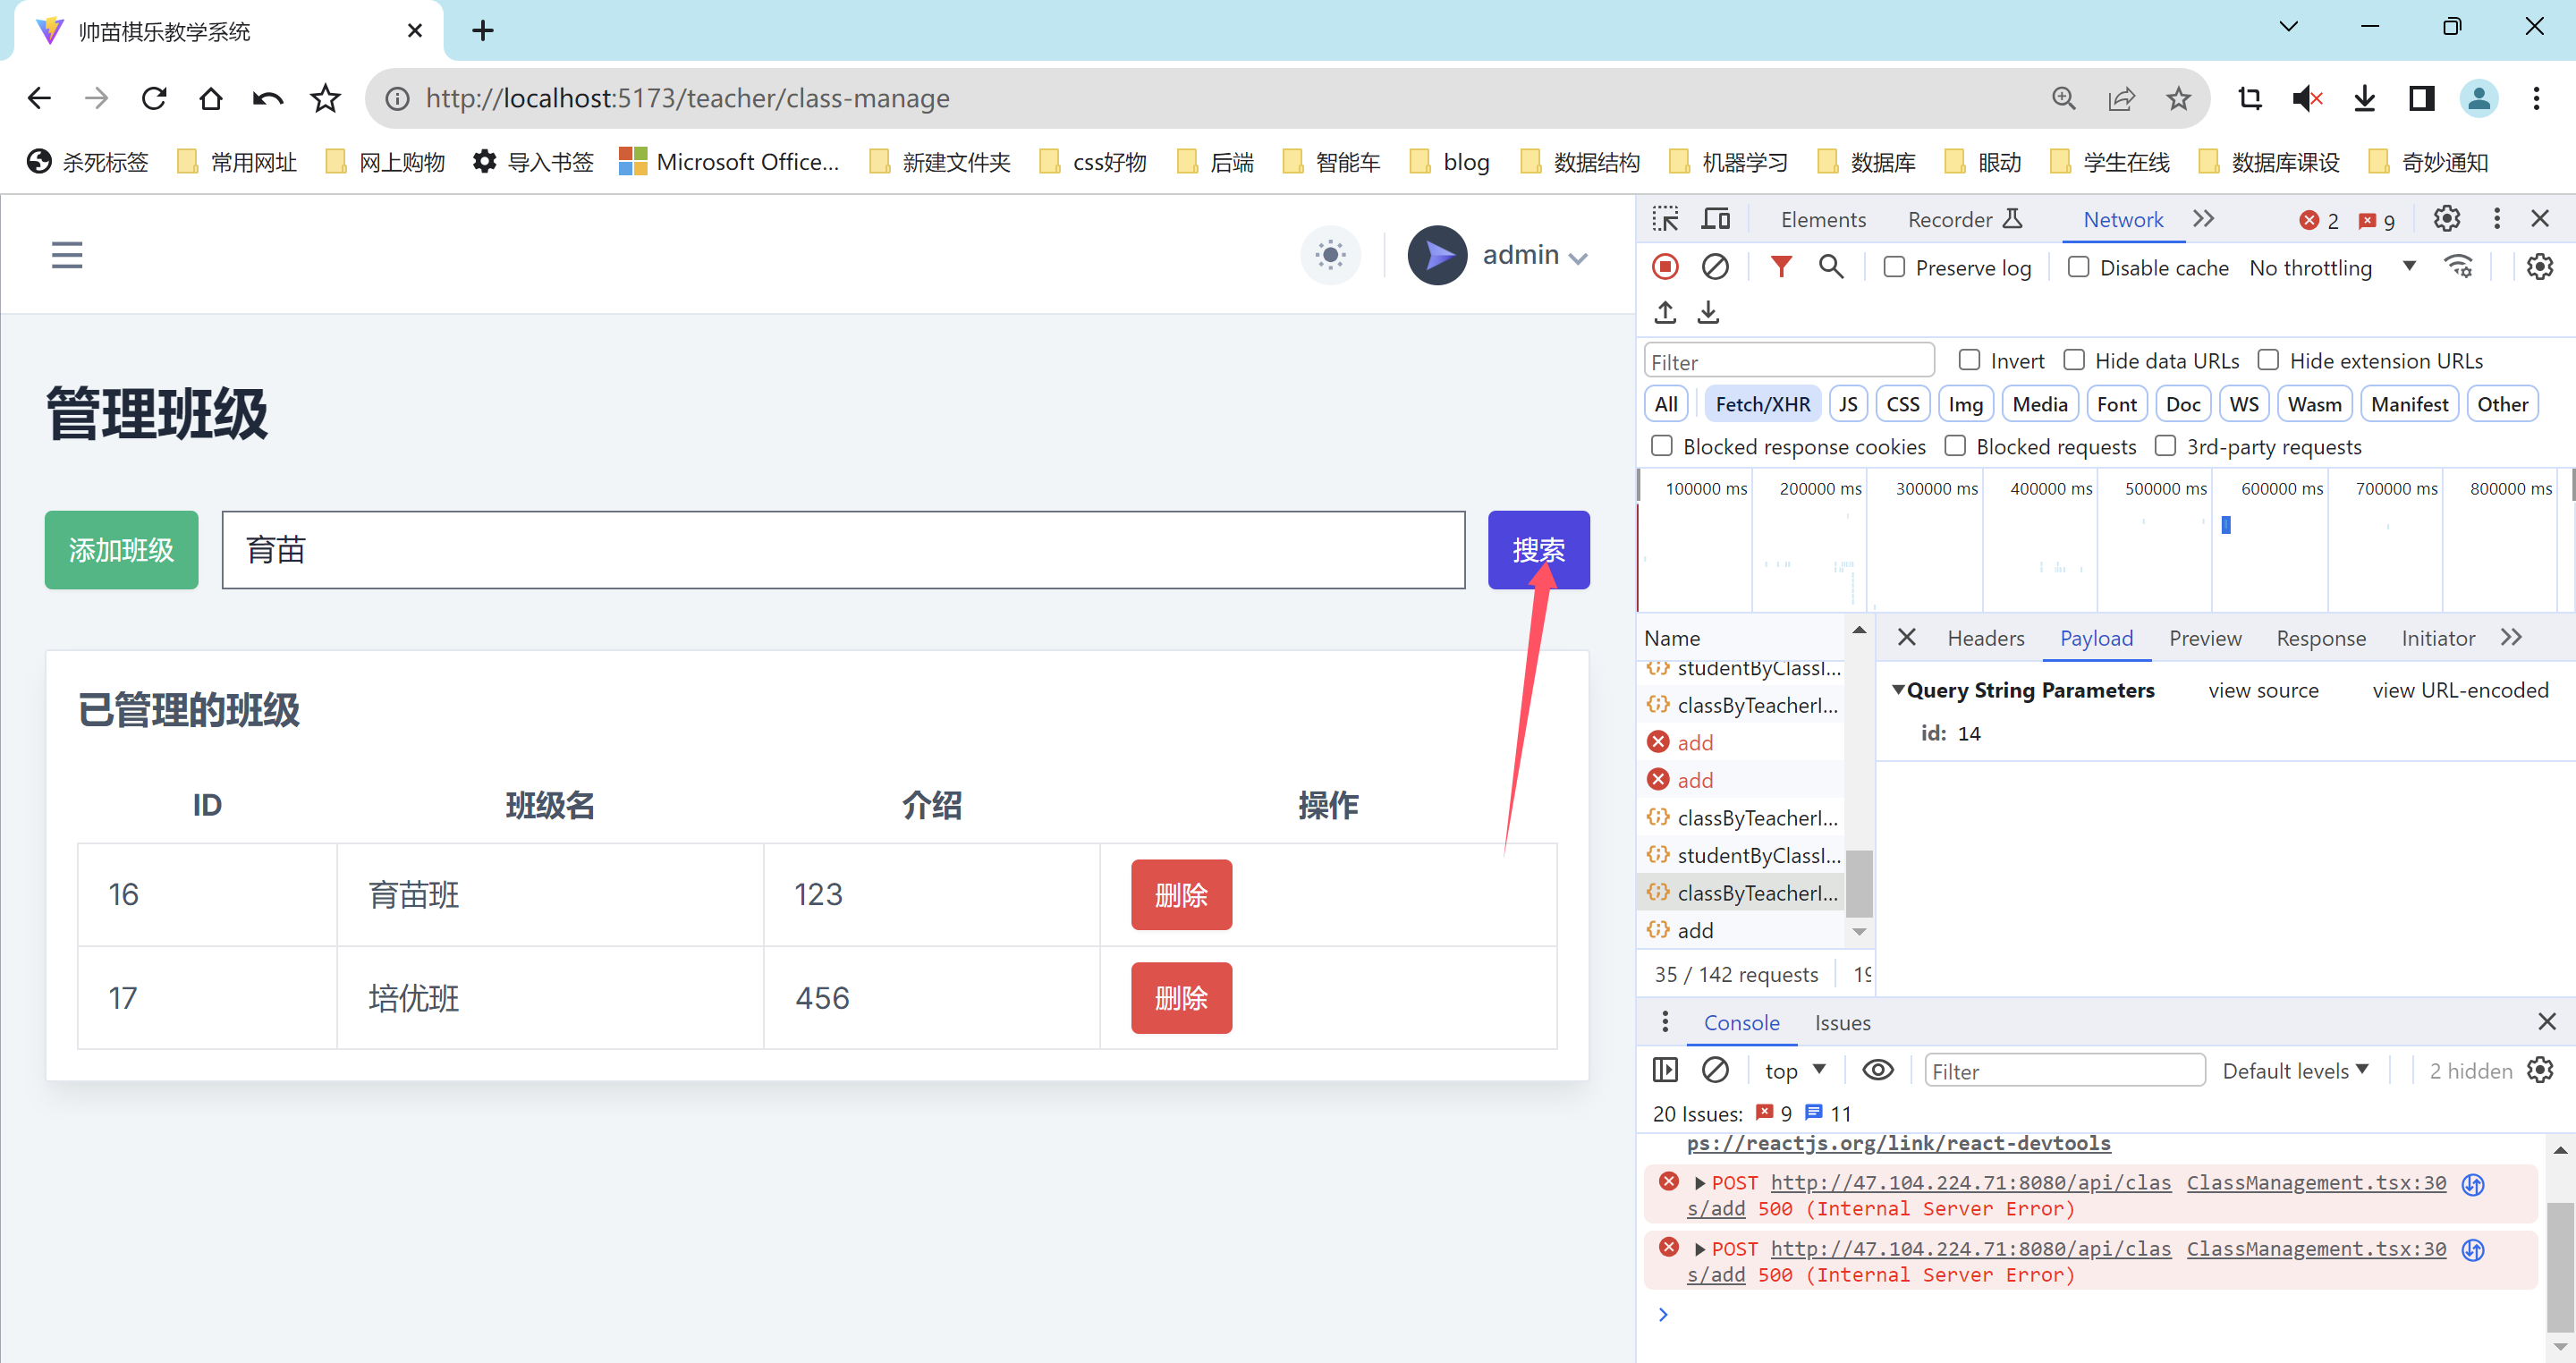 帅苗棋乐教学系统
http://localhost:5173/teacher/class-manage
杀死标签 常用网址 网上购物 导入书签 Microsoft Office... 新建文件夹 css好物 后端 智能车 blog 数据结构 机器学习 数据库 眼动 学生在线 数据库课设 奇妙通知
admin
管理班级
添加班级 育苗 搜索
已管理的班级
ID 班级名 介绍 操作
16 育苗班 123 删除
17 培优班 456 删除
Elements Recorder Network 2 9
Preserve log Disable cache No throttling
Filter Invert Hide data URLs Hide extension URLs
All Fetch/XHR JS CSS Img Media Font Doc WS Wasm Manifest Other
Blocked response cookies Blocked requests 3rd-party requests
100000 ms 200000 ms 300000 ms 400000 ms 500000 ms 600000 ms 700000 ms 800000 ms
Name Headers Payload Preview Response Initiator
studentByClassI...
classByTeacherI...
add
add
classByTeacherI...
studentByClassI...
classByTeacherI...
add
35 / 142 requests 19
Query String Parameters view source view URL-encoded
id: 14
Console Issues
top Filter Default levels 2 hidden
20 Issues: 9 11
ps://reactjs.org/link/react-devtools
POST http://47.104.224.71:8080/api/clas ClassManagement.tsx:30
s/add 500 (Internal Server Error)
POST http://47.104.224.71:8080/api/clas ClassManagement.tsx:30
s/add 500 (Internal Server Error)